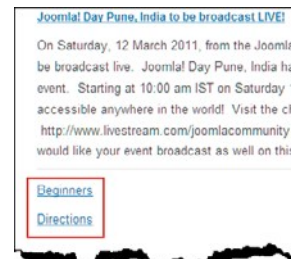 Joomla! Day Pune, India to be broadcast LIVE!
On Saturday, 12 March 2011, from the Joomla
be broadcast live. Joomla! Day Pune, India ha
event. Starting at 10:00 am IST on Saturday
accessible anywhere in the world! Visit the c
http://www.livestream.com/joomlacommunity
would like your event broadcast as well on this
Beginners
Directions